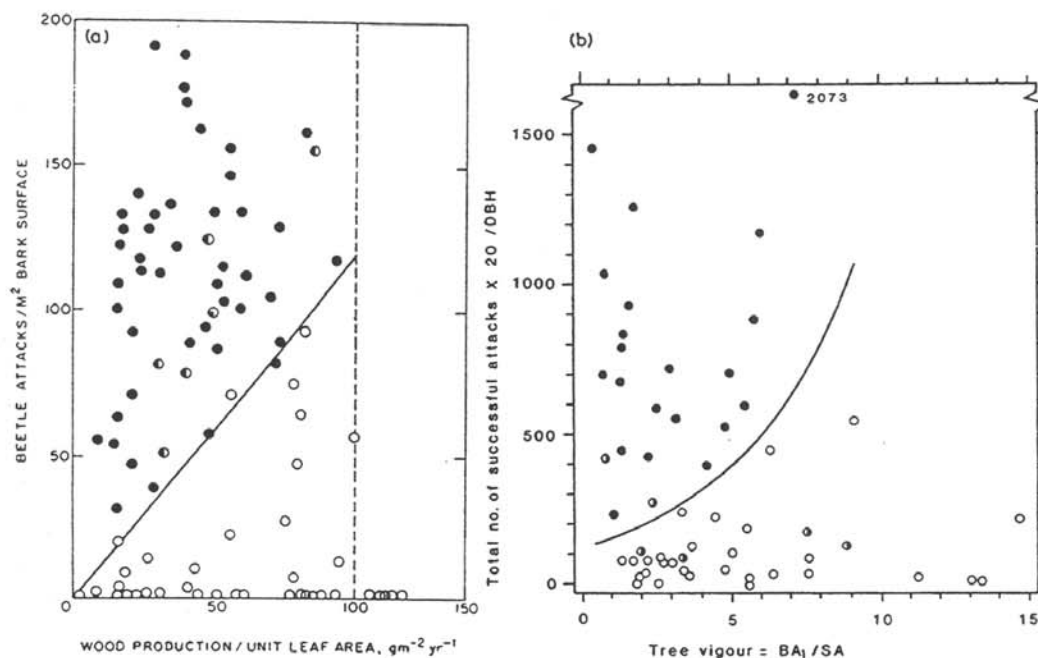 (a)
200
150
100
50
0
BEETLE ATTACKS/M² BARK SURFACE
0 50 100 150
WOOD PRODUCTION/UNIT LEAF AREA, gm⁻² yr⁻¹
(b)
2073
1500
1000
500
400
200
0
Total no. of successful attacks X 20/DBH
0 5 10 15
Tree vigour = BA₁/SA